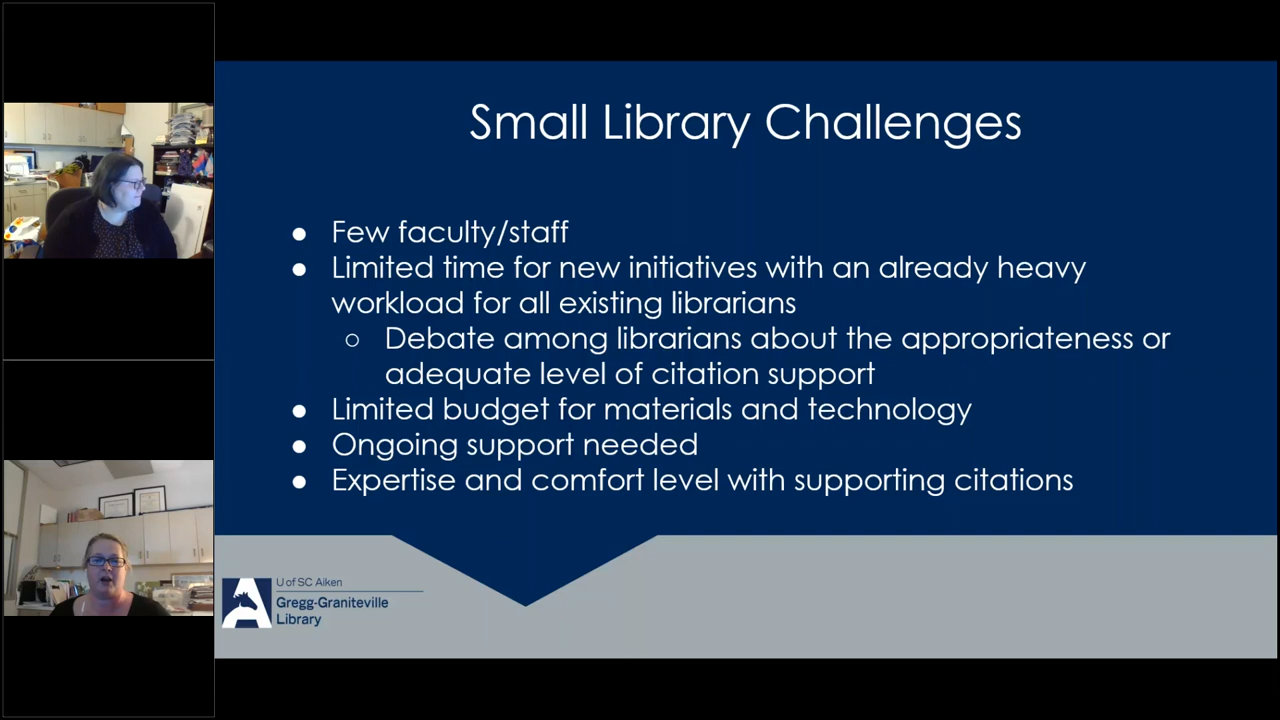 Small Library Challenges
● Few faculty/staff
● Limited time for new initiatives with an already heavy
workload for all existing librarians
○ Debate among librarians about the appropriateness or
adequate level of citation support
● Limited budget for materials and technology
● Ongoing support needed
● Expertise and comfort level with supporting citations
U of SC Aiken
Gregg-Graniteville
Library